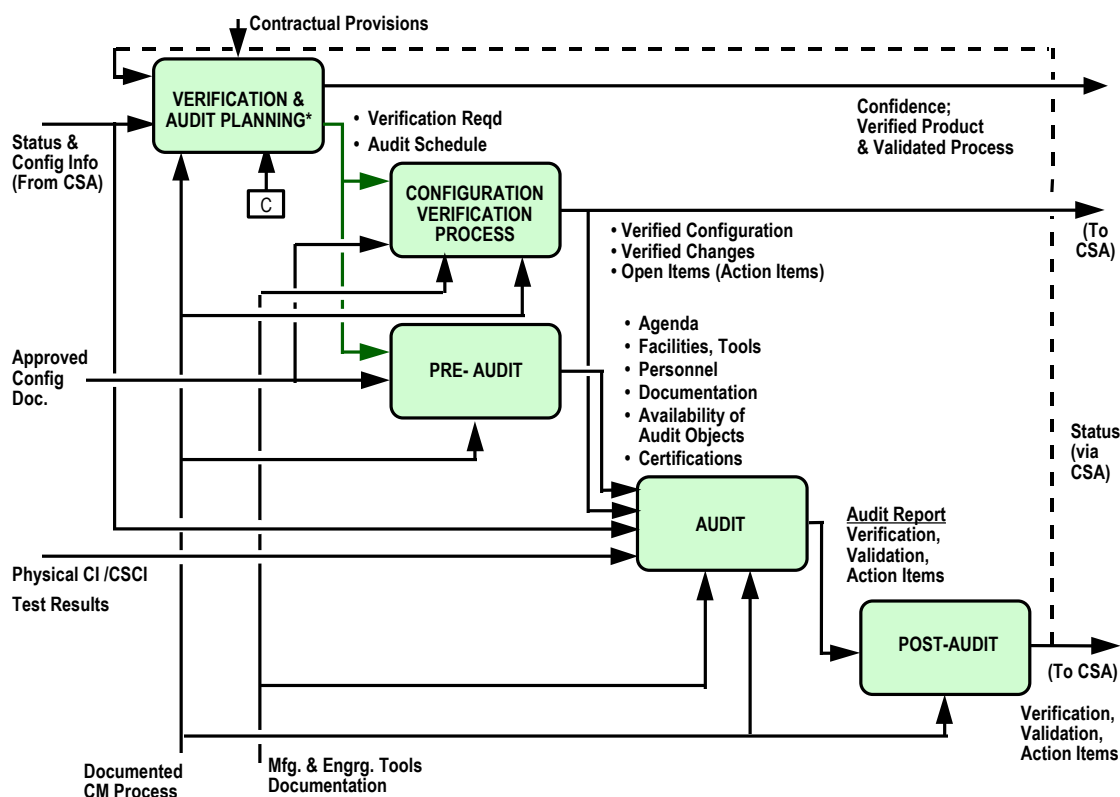 Contractual Provisions
VERIFICATION &
AUDIT PLANNING*
Status &
Config Info
(From CSA)
• Verification Reqd
• Audit Schedule
Confidence;
Verified Product
& Validated Process
C
CONFIGURATION
VERIFICATION
PROCESS
• Verified Configuration
• Verified Changes
• Open Items (Action Items)
(To
CSA)
Approved
Config
Doc.
PRE- AUDIT
• Agenda
• Facilities, Tools
• Personnel
• Documentation
• Availability of
Audit Objects
• Certifications
Status
(via
CSA)
AUDIT
Audit Report
Verification,
Validation,
Action Items
Physical CI /CSCI
Test Results
POST-AUDIT
(To CSA)
Verification,
Validation,
Action Items
Documented
CM Process
Mfg. & Engrg. Tools
Documentation